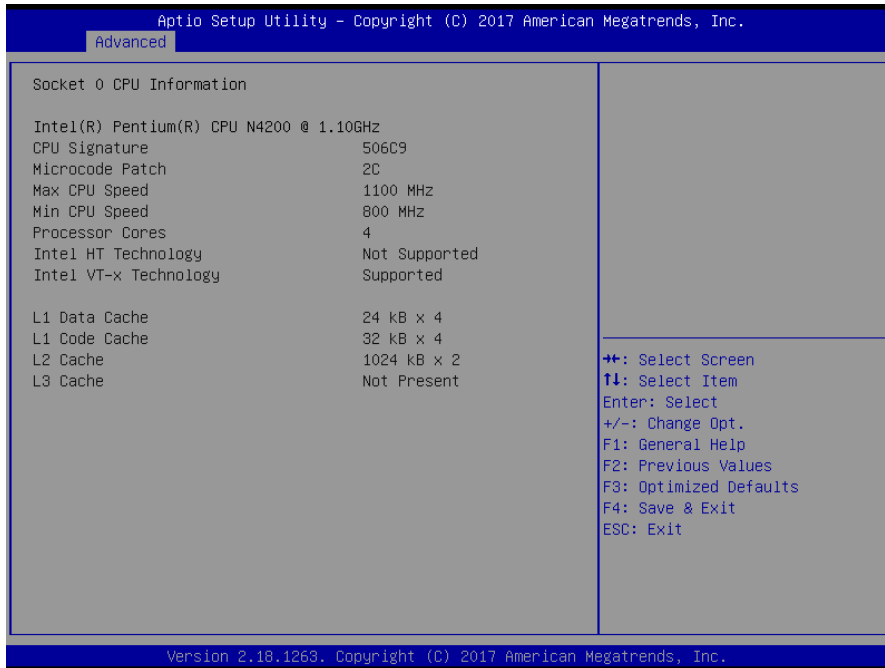 Aptio Setup Utility – Copyright (C) 2017 American Megatrends, Inc.
Advanced
Socket 0 CPU Information
Intel(R) Pentium(R) CPU N4200 @ 1.10GHz
CPU Signature 506C9
Microcode Patch 2C
Max CPU Speed 1100 MHz
Min CPU Speed 800 MHz
Processor Cores 4
Intel HT Technology Not Supported
Intel VT-x Technology Supported
L1 Data Cache 24 kB x 4
L1 Code Cache 32 kB x 4
L2 Cache 1024 kB x 2
L3 Cache Not Present
→←: Select Screen
↑↓: Select Item
Enter: Select
+/-: Change Opt.
F1: General Help
F2: Previous Values
F3: Optimized Defaults
F4: Save & Exit
ESC: Exit
Version 2.18.1263. Copyright (C) 2017 American Megatrends, Inc.